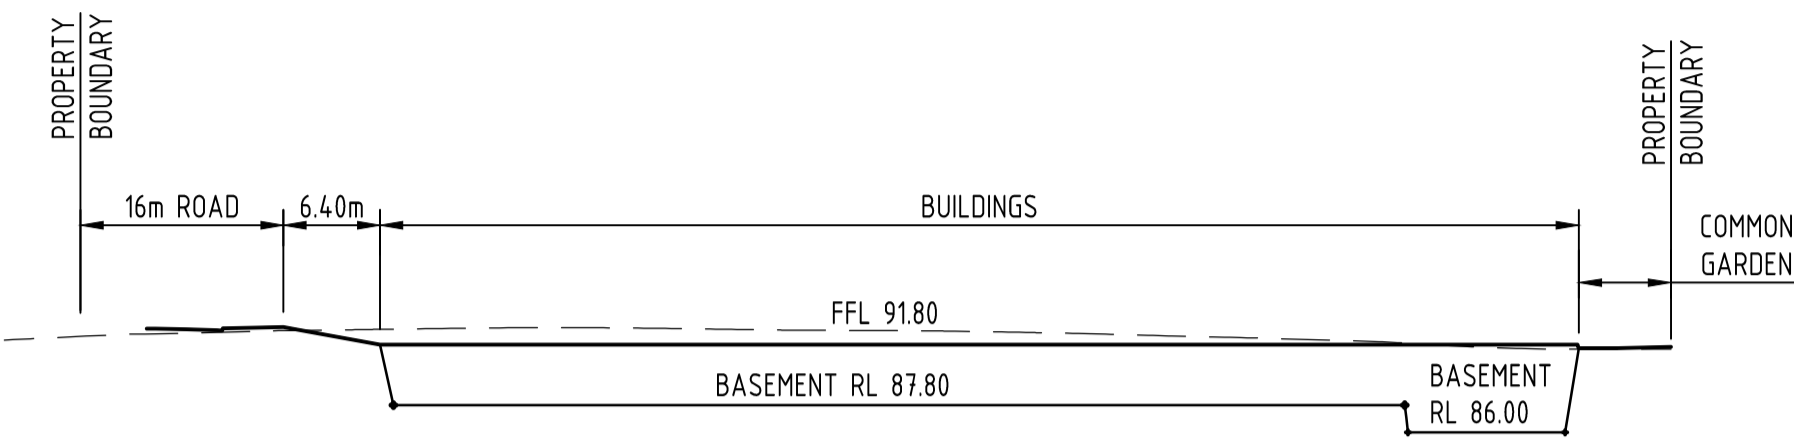 PROPERTY
BOUNDARY
PROPERTY
BOUNDARY
16m ROAD
6.40m
BUILDINGS
COMMON
GARDEN
FFL 91.80
BASEMENT RL 87.80
BASEMENT
RL 86.00